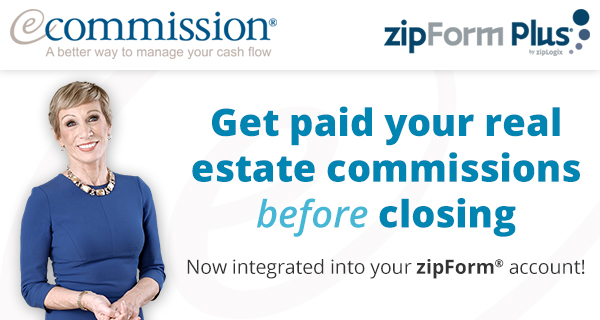 ecommission®
A better way to manage your cash flow
zipForm Plus®
by zipLogix
Get paid your real
estate commissions
before closing
Now integrated into your zipForm® account!